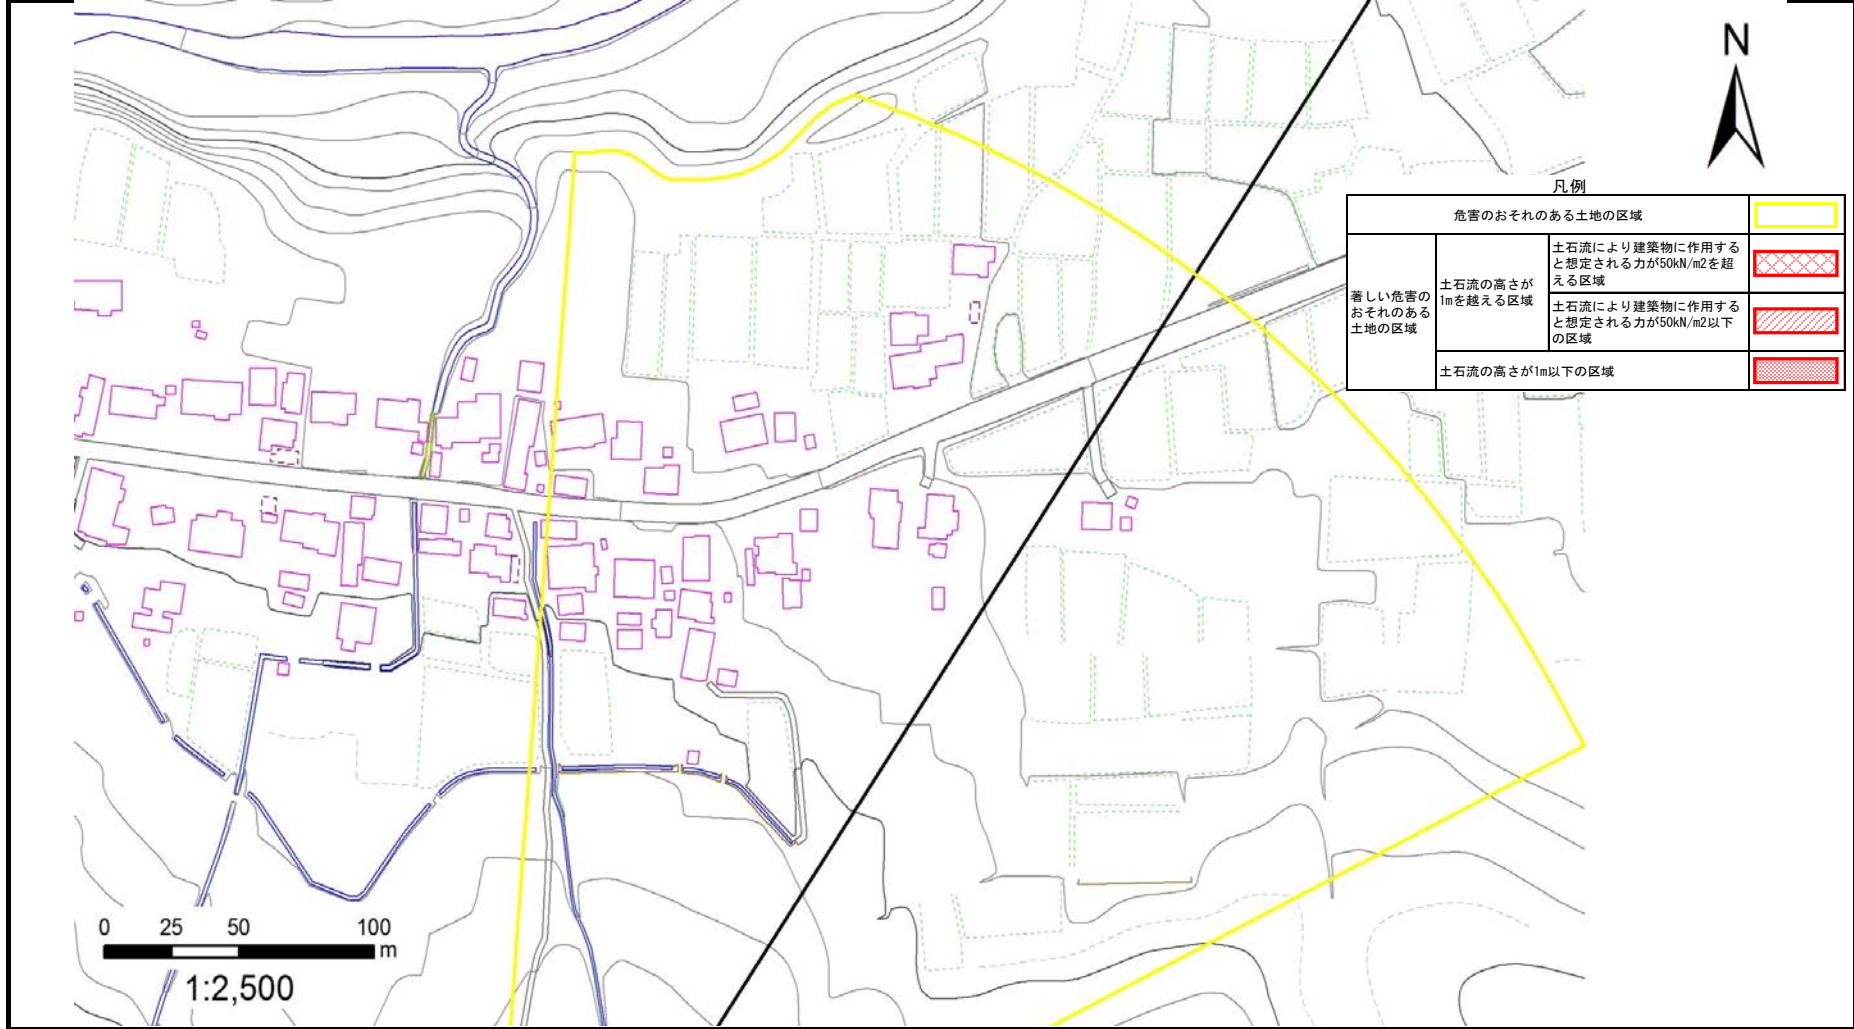 N
凡例
危害のおそれのある土地の区域
著しい危害の
おそれのある
土地の区域
土石流の高さが
1mを越える区域
土石流により建築物に作用する
と想定される力が50kN/m2を超
える区域
土石流により建築物に作用する
と想定される力が50kN/m2以下
の区域
土石流の高さが1m以下の区域
0 25 50 100
m
1:2,500